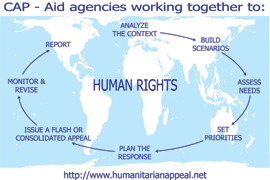 CAP - Aid agencies working together to:
ANALYZE
THE CONTEXT
BUILD
SCENARIOS
ASSESS
NEEDS
SET
PRIORITIES
PLAN THE
RESPONSE
ISSUE A FLASH OR
CONSOLIDATED APPEAL
MONITOR &
REVISE
REPORT
HUMAN RIGHTS
http://www.humanitarianappeal.net